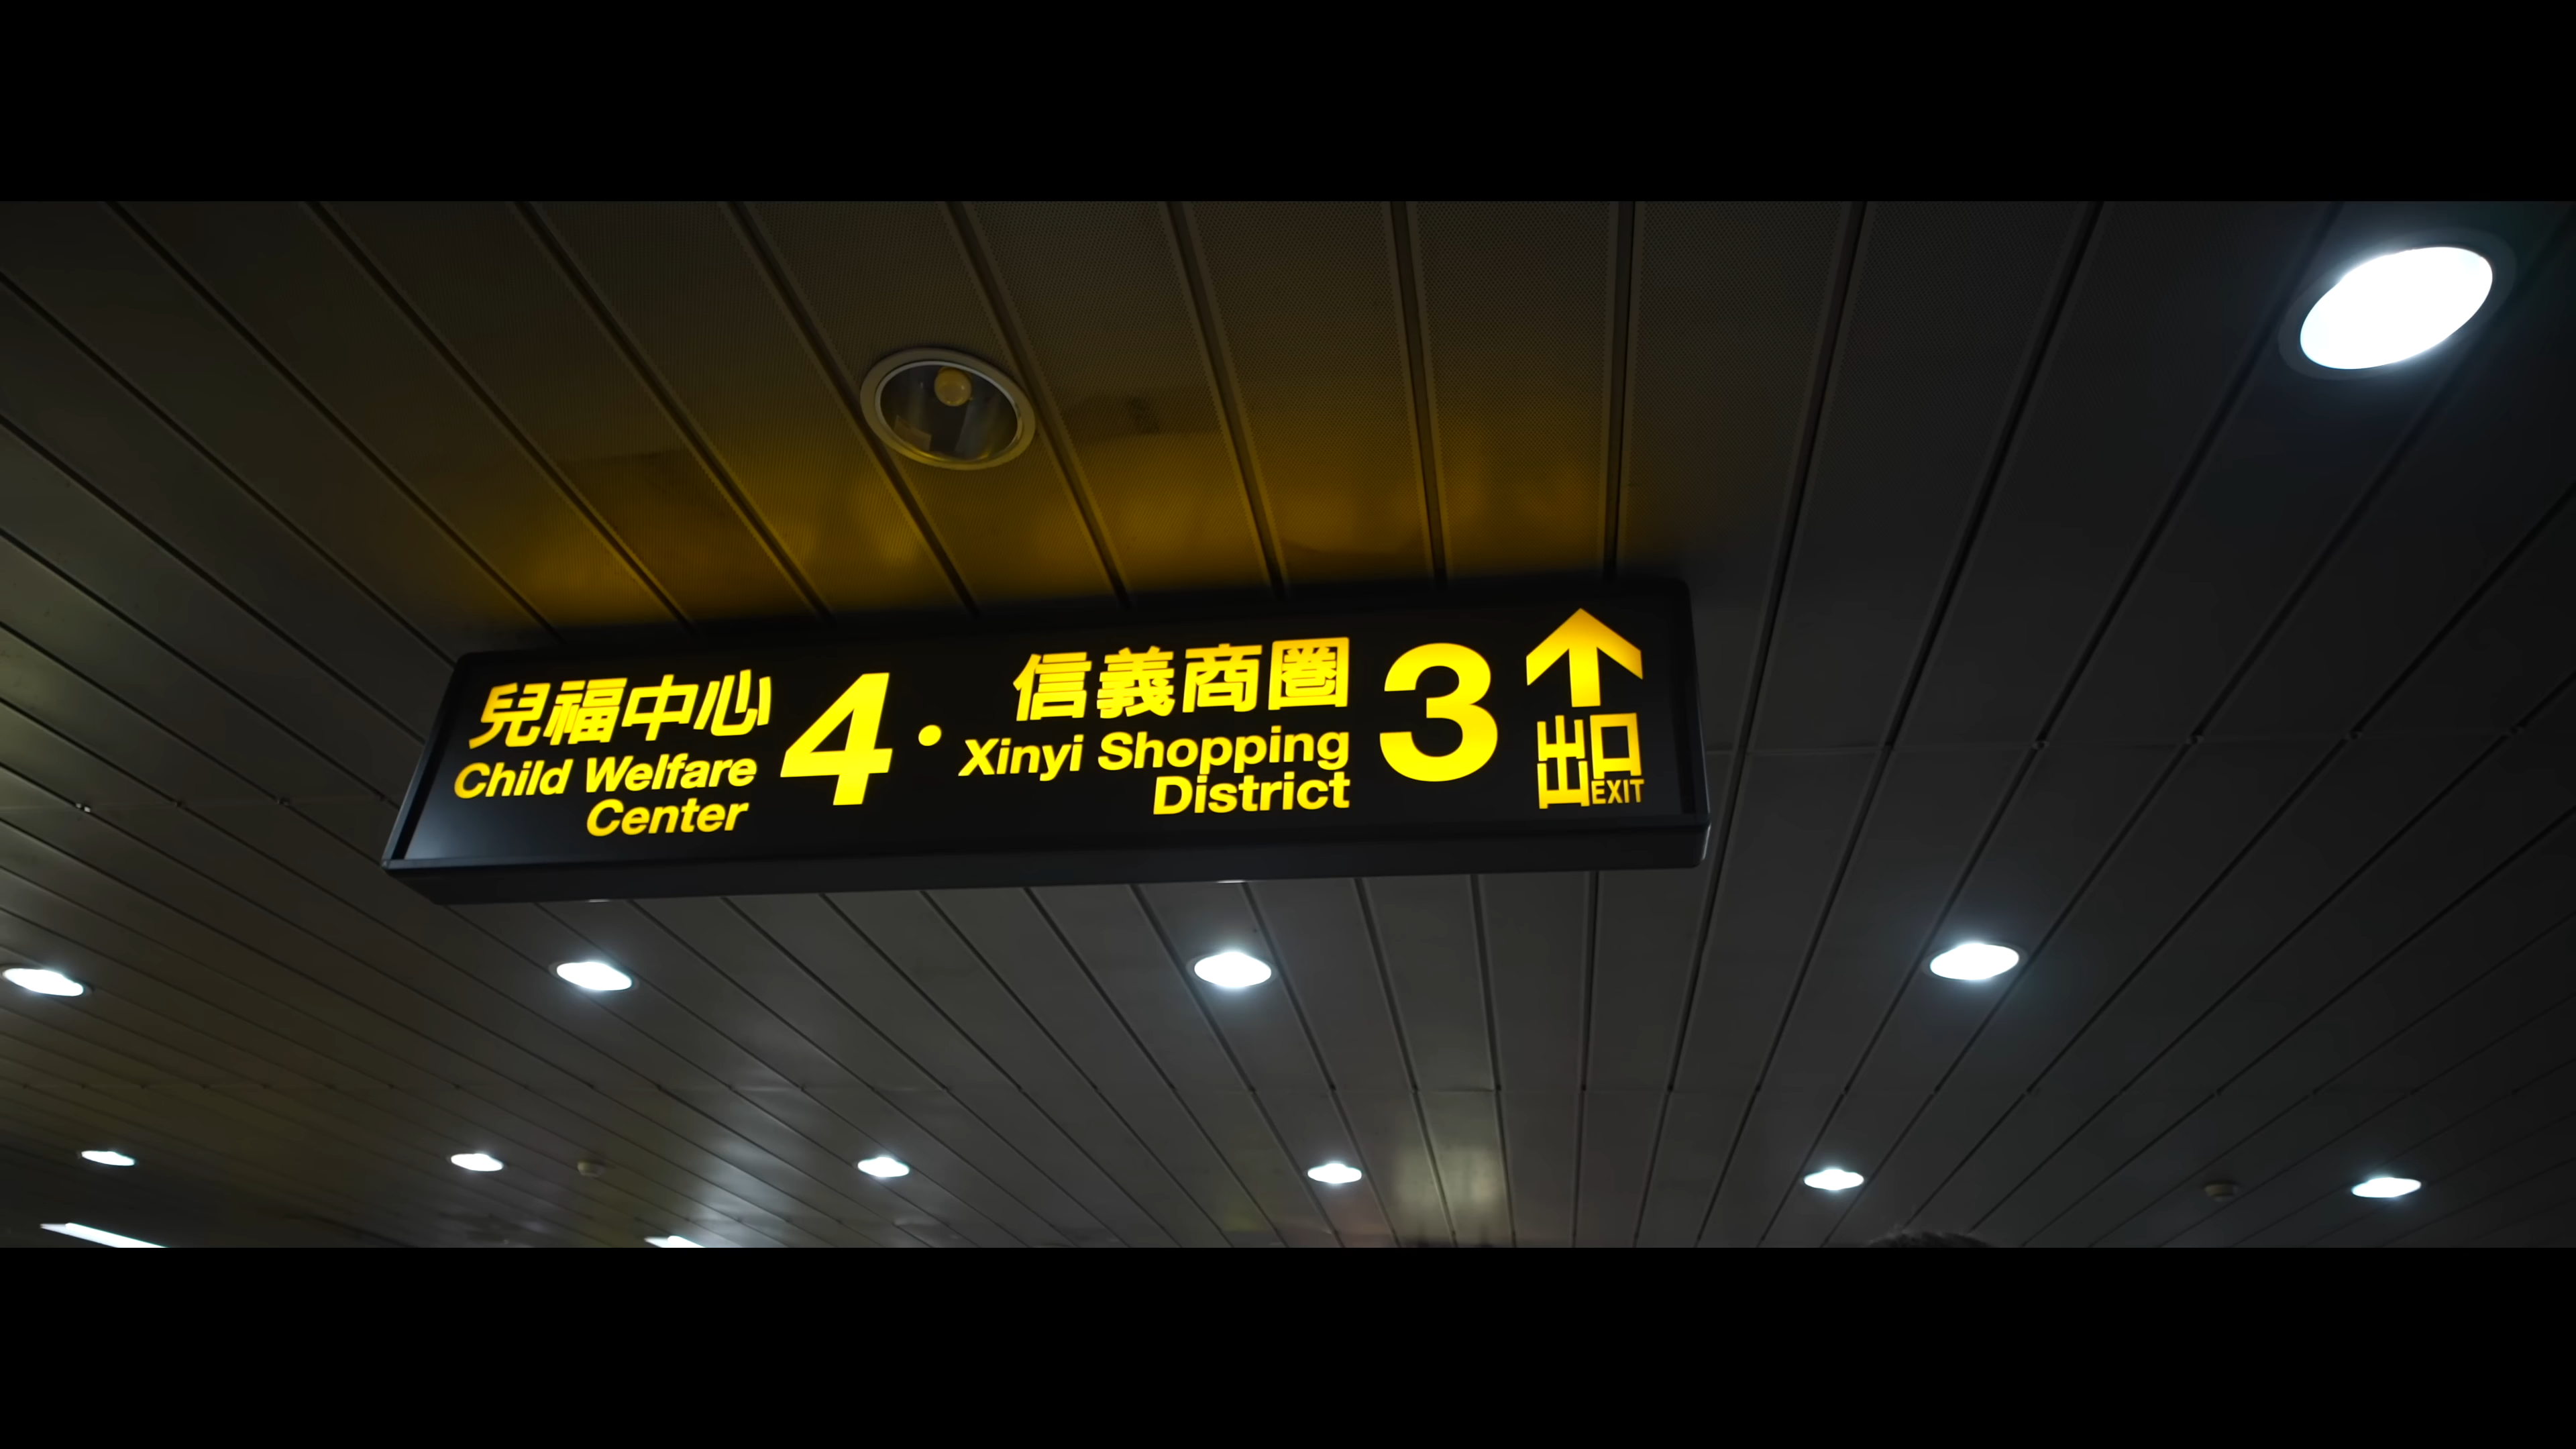 兒福中心
Child Welfare
Center
4
•
信義商圈
Xinyi Shopping
District
3
出口
EXIT